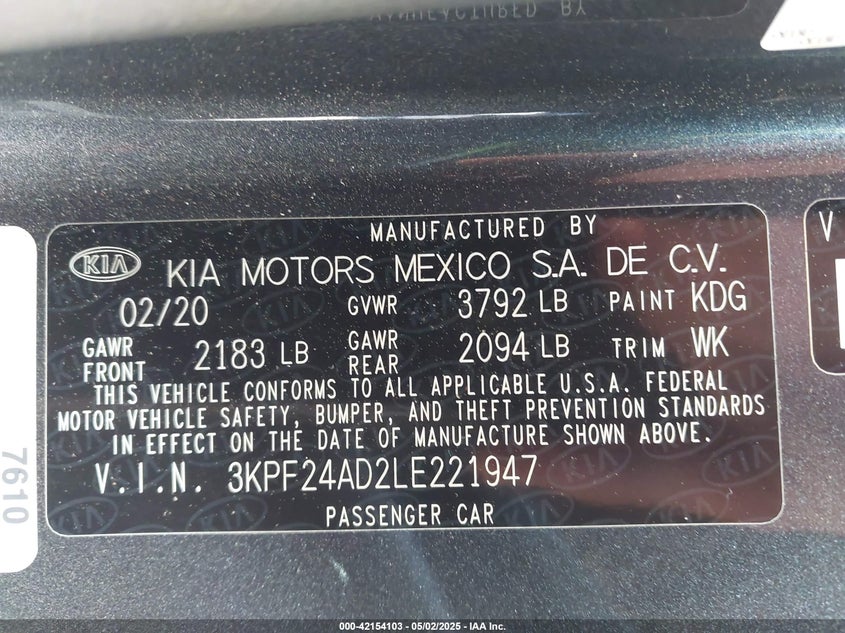 MANUFACTURED BY
MANUFACTURED BY
KIA KIA MOTORS MEXICO S.A. DE C.V.
02/20 GVWR 3792 LB PAINT KDG
GAWR FRONT 2183 LB GAWR REAR 2094 LB TRIM WK
THIS VEHICLE CONFORMS TO ALL APPLICABLE U.S.A. FEDERAL
MOTOR VEHICLE SAFETY, BUMPER, AND THEFT PREVENTION STANDARDS
IN EFFECT ON THE DATE OF MANUFACTURE SHOWN ABOVE.
V.I.N. 3KPF24AD2LE221947
PASSENGER CAR
7610
V
000-42154103 — 05/02/2025 — IAA Inc.